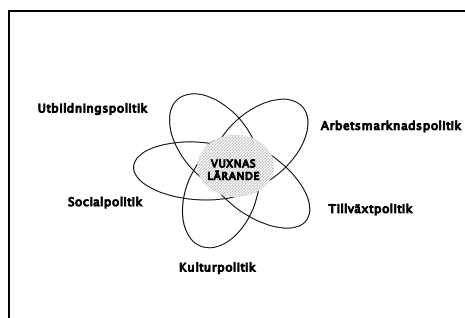 Utbildningspolitik
Arbetsmarknadspolitik
VUXNAS
LÄRANDE
Socialpolitik
Tillväxtpolitik
Kulturpolitik